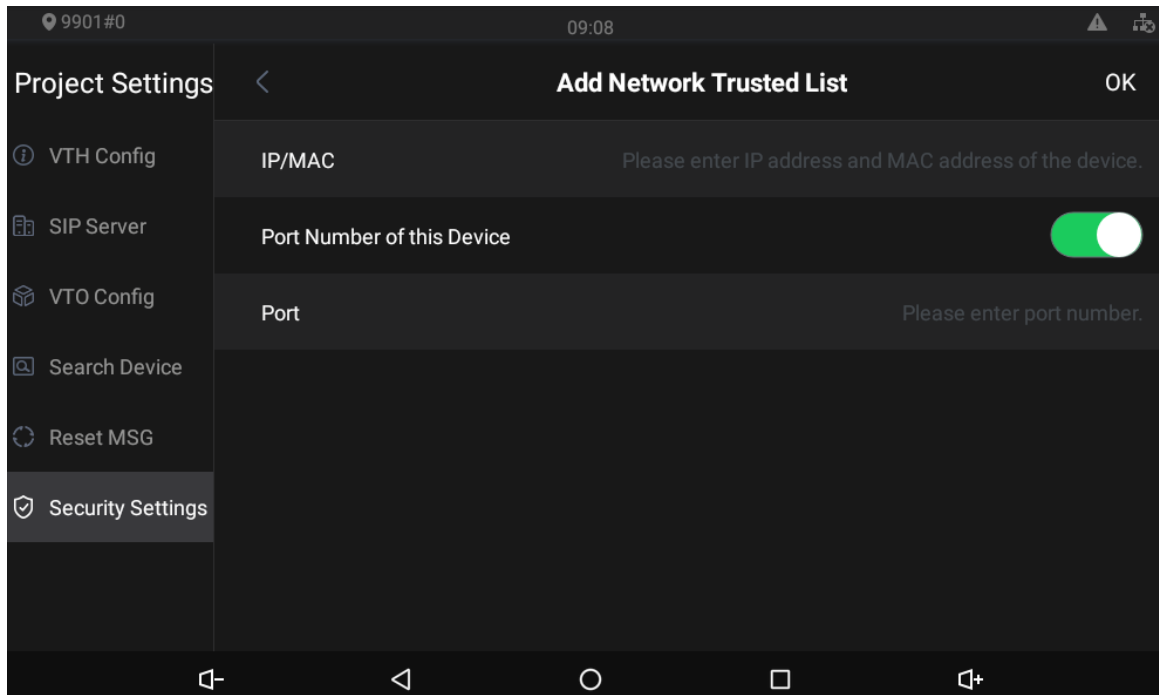 9901#0
09:08
Project Settings
Add Network Trusted List
OK
VTH Config
IP/MAC
Please enter IP address and MAC address of the device.
SIP Server
Port Number of this Device
VTO Config
Port
Please enter port number.
Search Device
Reset MSG
Security Settings